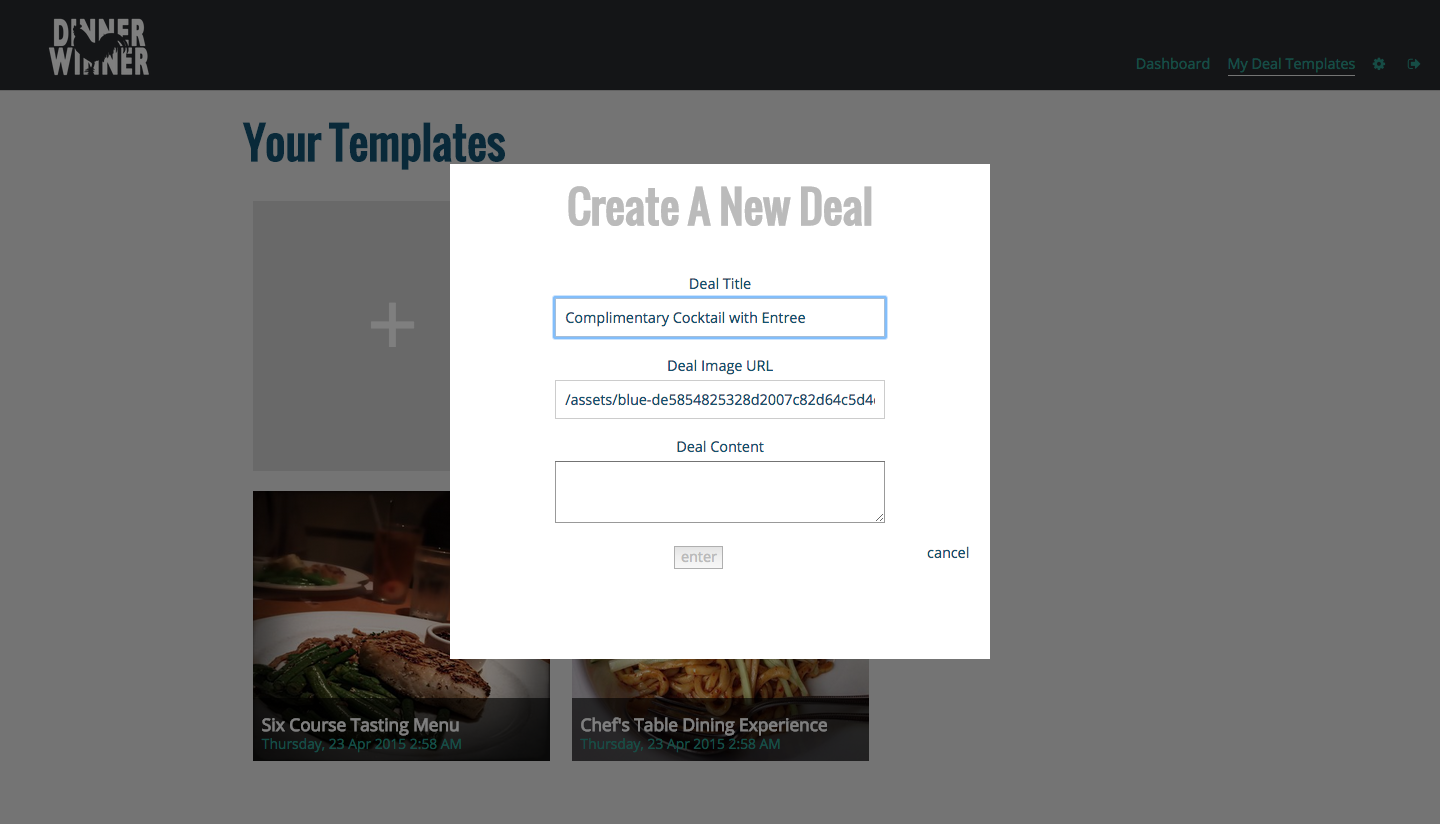 DINNER
WINNER
Dashboard My Deal Templates
Your Templates
Create A New Deal
Deal Title
Complimentary Cocktail with Entree
Deal Image URL
/assets/blue-de5854825328d2007c82d64c5d4
Deal Content
enter
cancel
Six Course Tasting Menu
Thursday, 23 Apr 2015 2:58 AM
Chef's Table Dining Experience
Thursday, 23 Apr 2015 2:58 AM